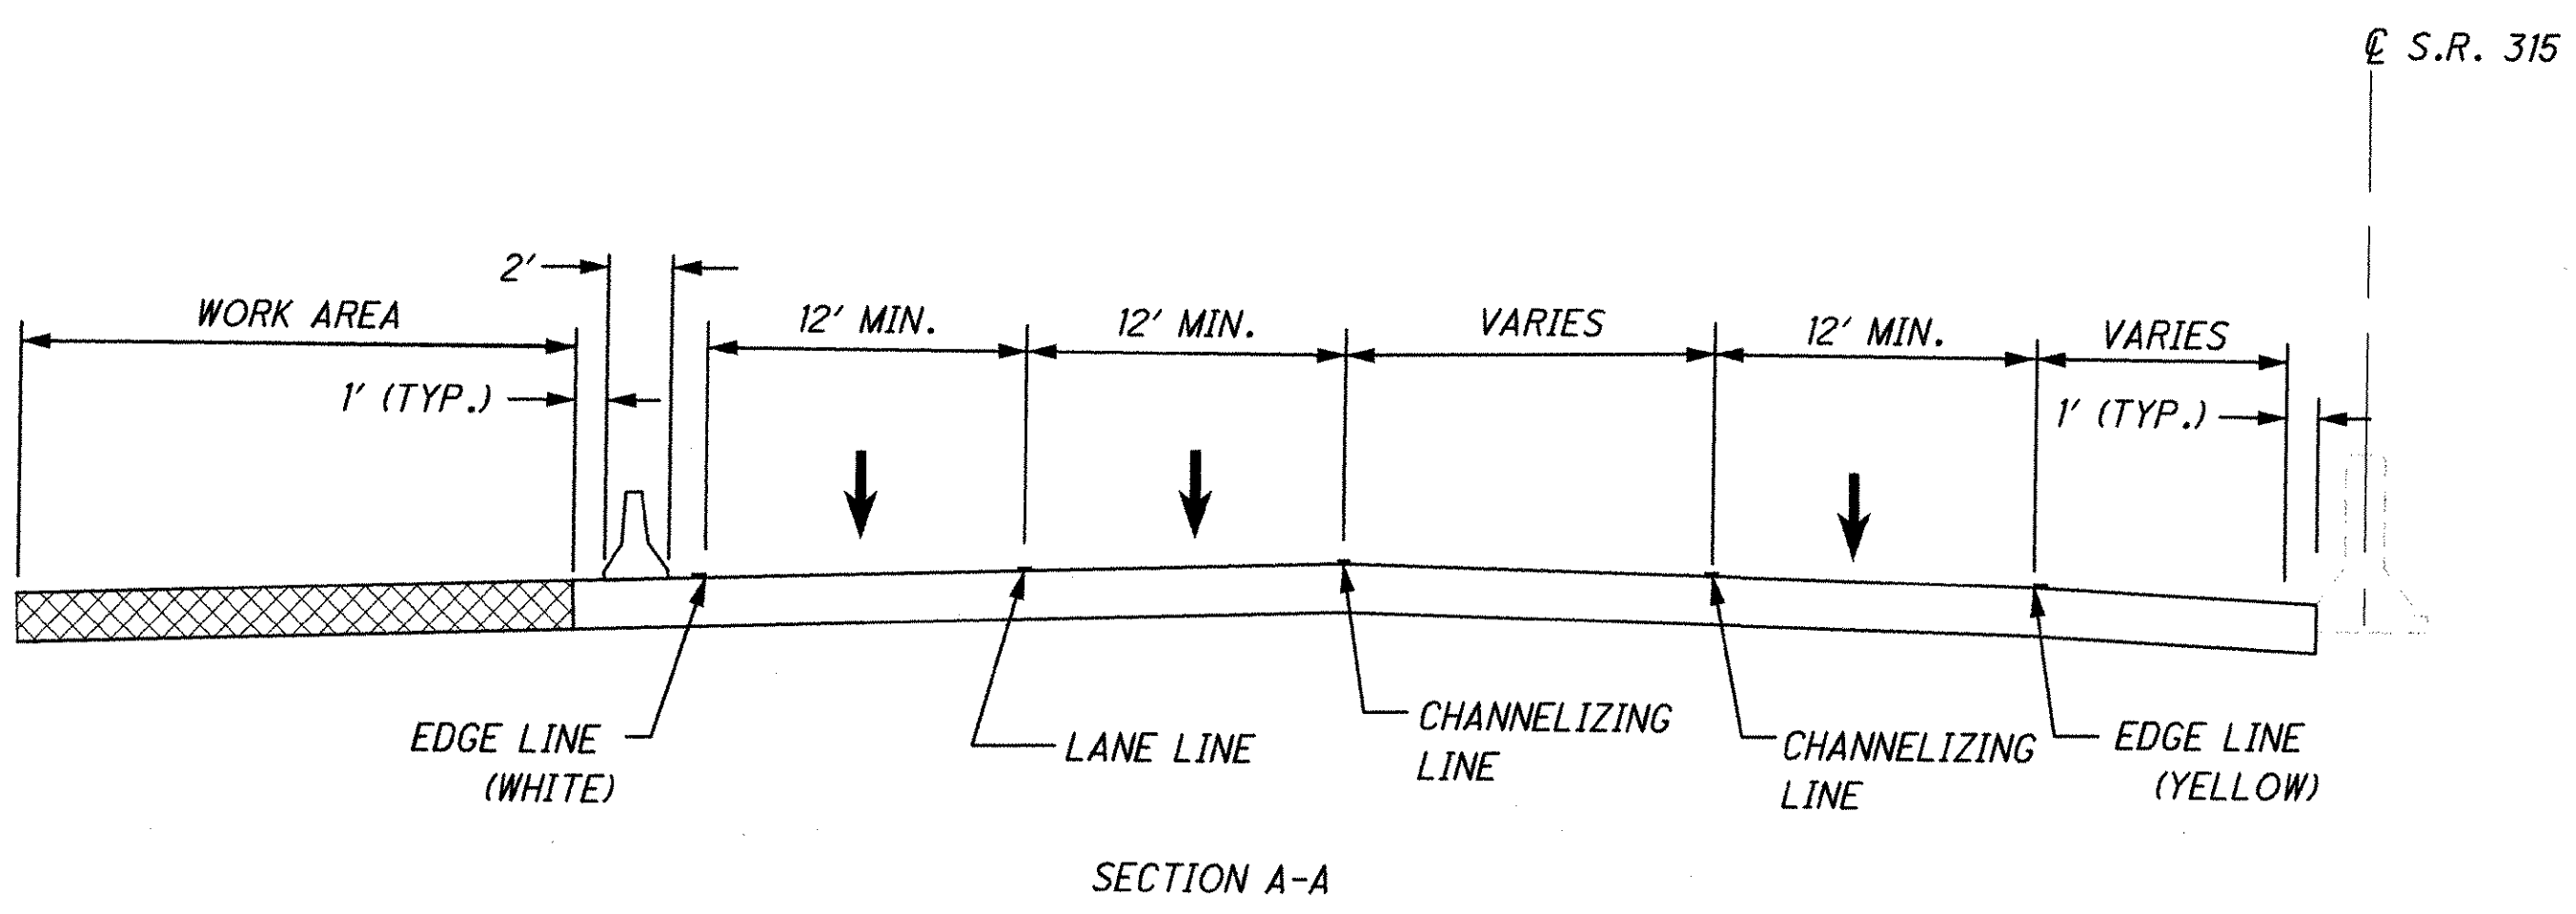 ℄ S.R. 315
2'
WORK AREA
12' MIN.
12' MIN.
VARIES
12' MIN.
VARIES
1' (TYP.)
1' (TYP.)
EDGE LINE
(WHITE)
LANE LINE
CHANNELIZING
LINE
CHANNELIZING
LINE
EDGE LINE
(YELLOW)
SECTION A-A